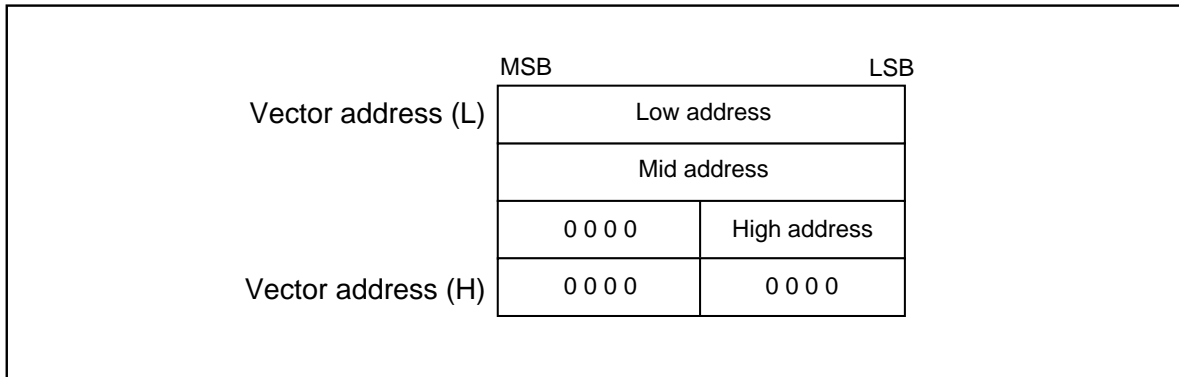 MSB LSB
Vector address (L) Low address
Mid address
0 0 0 0 High address
Vector address (H) 0 0 0 0 0 0 0 0